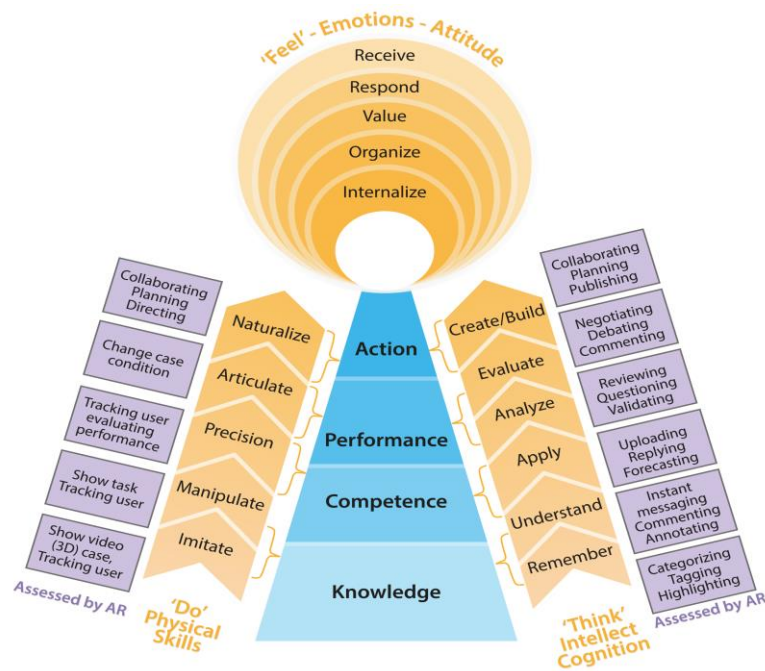 'Feel' - Emotions - Attitude
Receive
Respond
Value
Organize
Internalize
Collaborating
Planning
Directing
Change case
condition
Tracking user
evaluating
performance
Show task
Tracking user
Show video
(3D) case,
Tracking user
Assessed by AR
Naturalize
Articulate
Precision
Manipulate
Imitate
'Do'
Physical
Skills
Action
Performance
Competence
Knowledge
Create/Build
Evaluate
Analyze
Apply
Understand
Remember
'Think'
Intellect
Cognition
Collaborating
Planning
Publishing
Negotiating
Debating
Commenting
Reviewing
Questioning
Validating
Uploading
Replying
Forecasting
Instant
messaging
Commenting
Annotating
Categorizing
Tagging
Highlighting
Assessed by AR